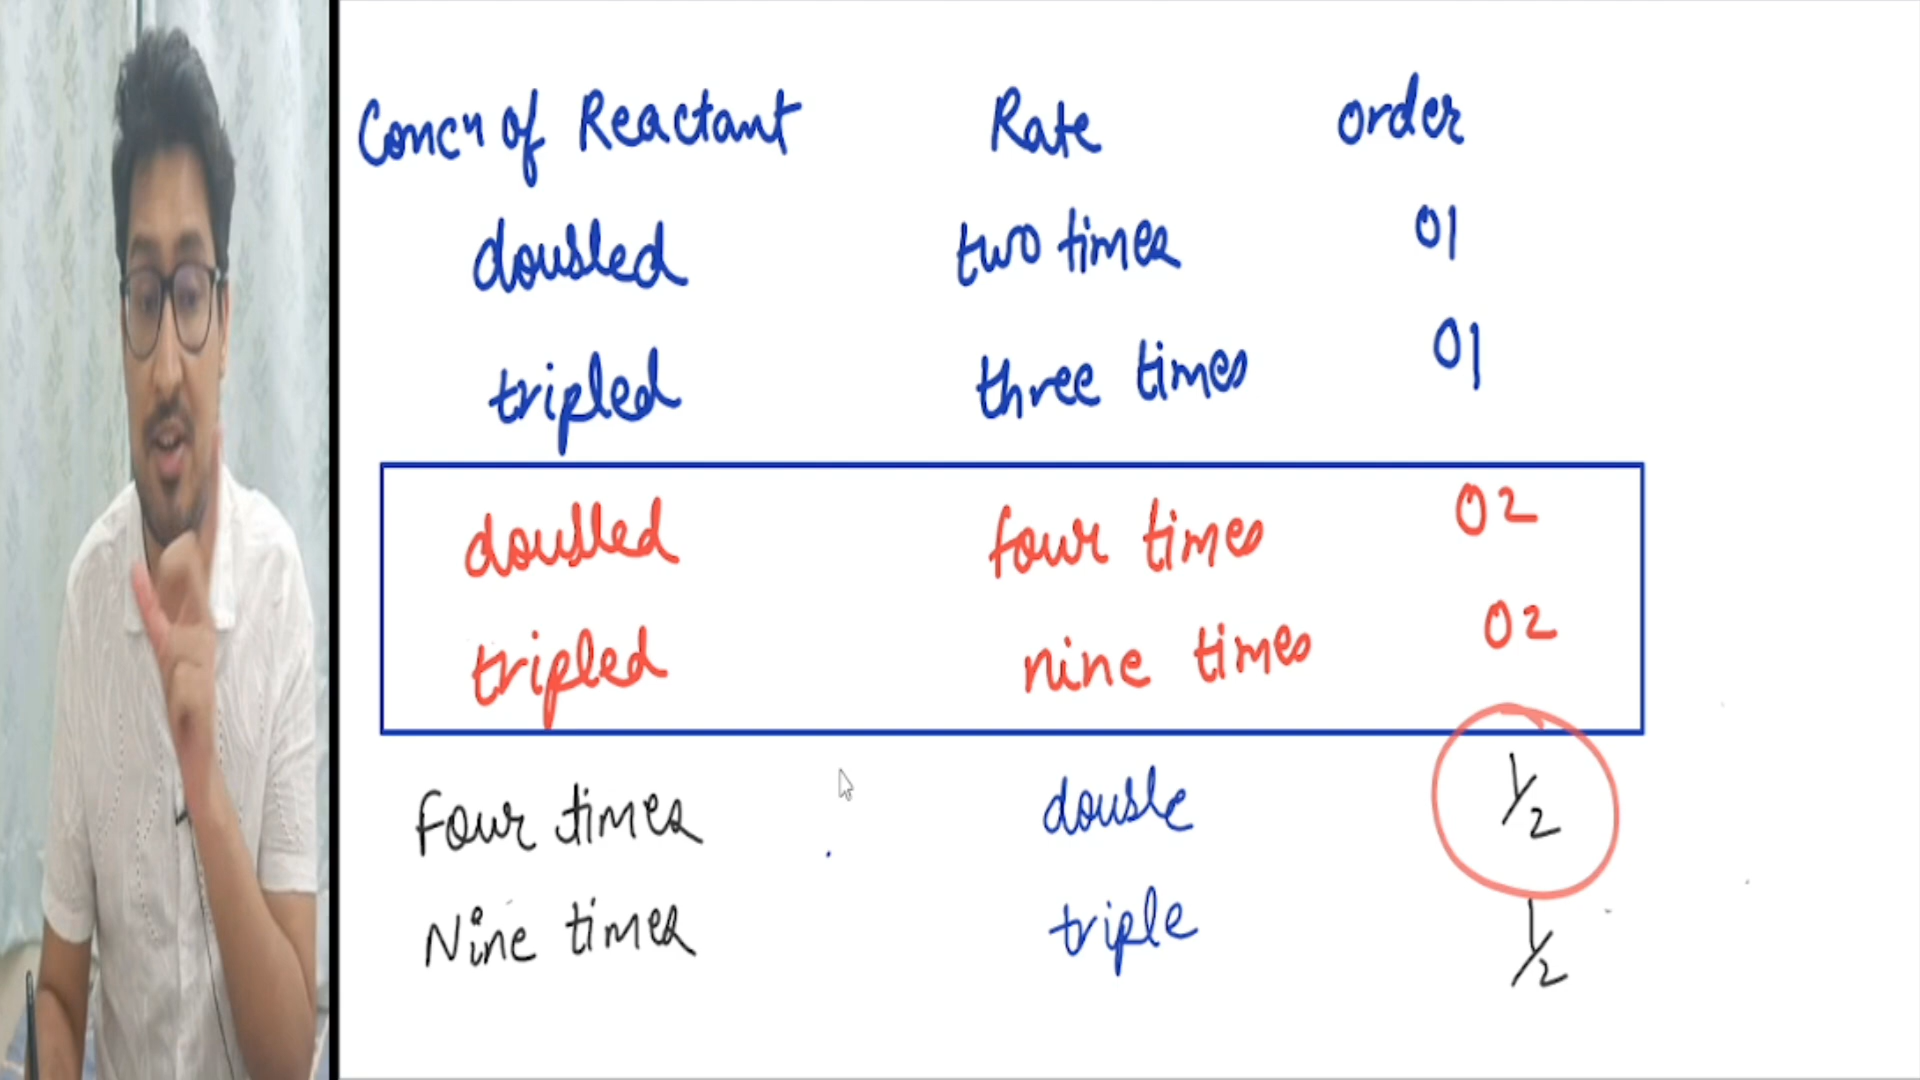 Concn of Reactant Rate order
doubled two times 01
tripled three times 01
doubled four times 02
tripled nine times 02
Four times double 1/2
Nine times triple 1/2